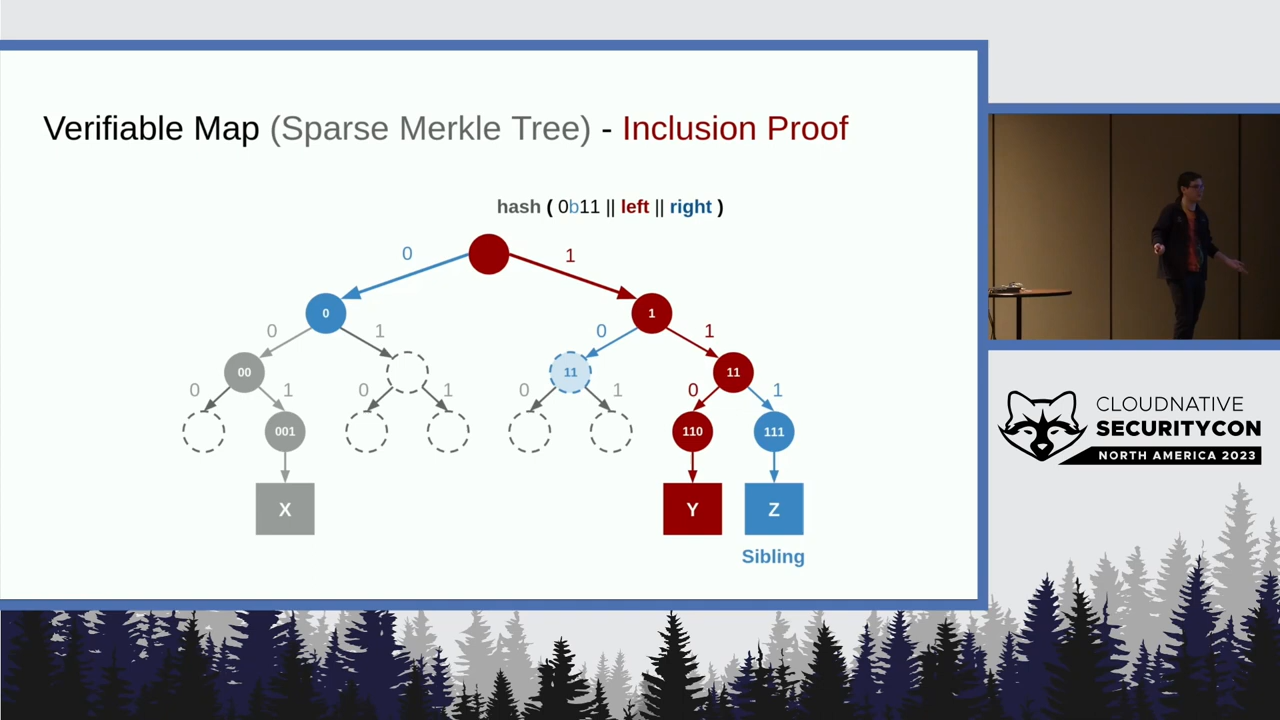 Verifiable Map (Sparse Merkle Tree) - Inclusion Proof
hash ( 0b11 || left || right )
0 1
0 1
0 1 0 1
00 11 11
0 1 0 1 0 1 0 1
001 110 111
X Y Z
Sibling
CLOUDNATIVE
SECURITYCON
NORTH AMERICA 2023